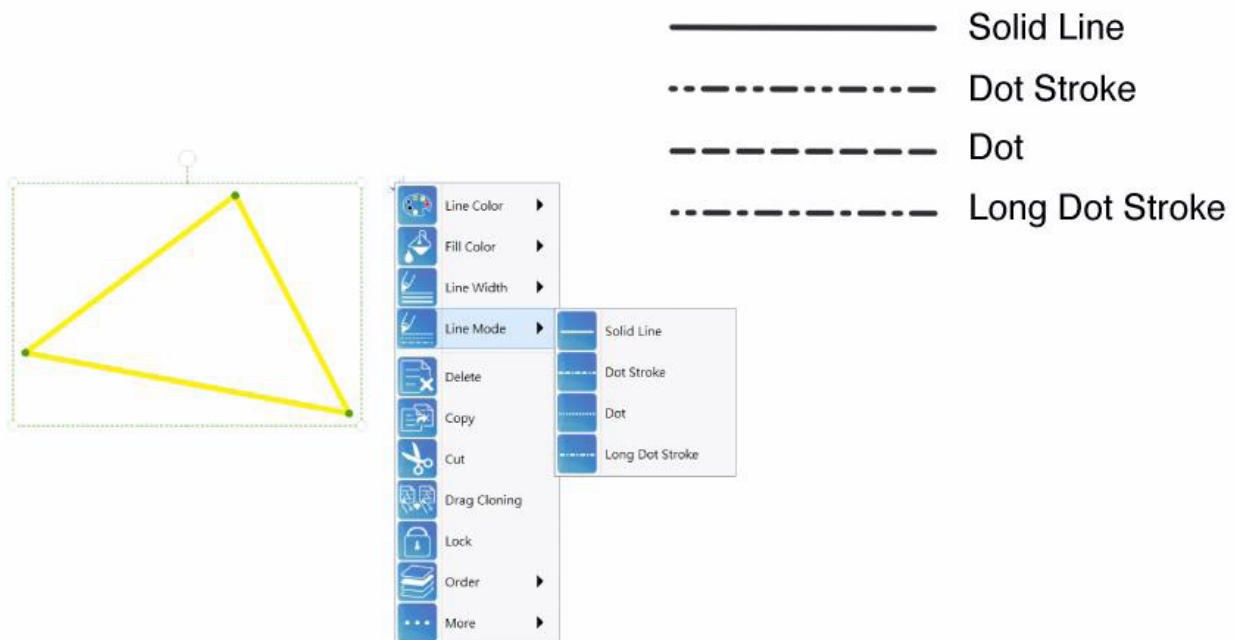 Solid Line
Dot Stroke
Dot
Long Dot Stroke
Line Color
Fill Color
Line Width
Line Mode
Delete
Copy
Cut
Drag Cloning
Lock
Order
More
Solid Line
Dot Stroke
Dot
Long Dot Stroke